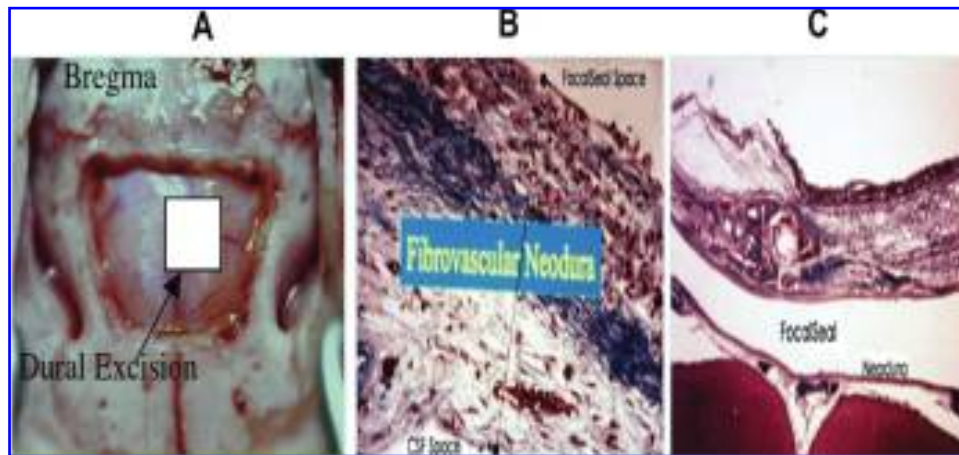 A
B
C
Bregma
Dural Excision
FocalSeal Space
Fibrovascular Neodura
CSF Space
FocalSeal
Neodura